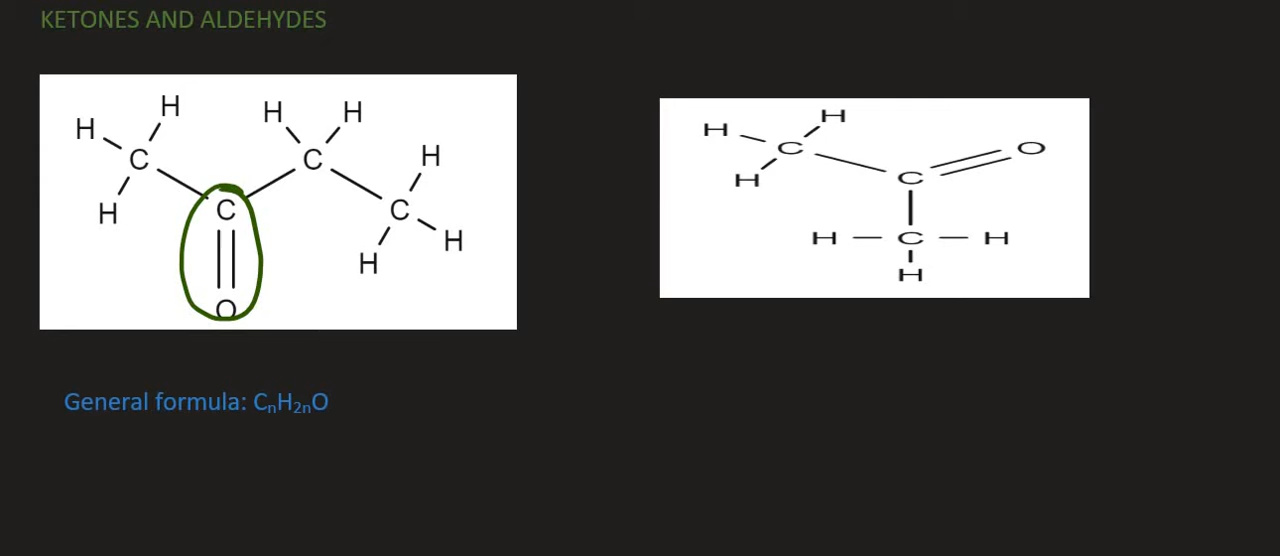 KETONES AND ALDEHYDES
H H H H
H C C H
H C C H
H
O
H H
C O
H C
H C H
H
General formula: CₙH₂ₙO